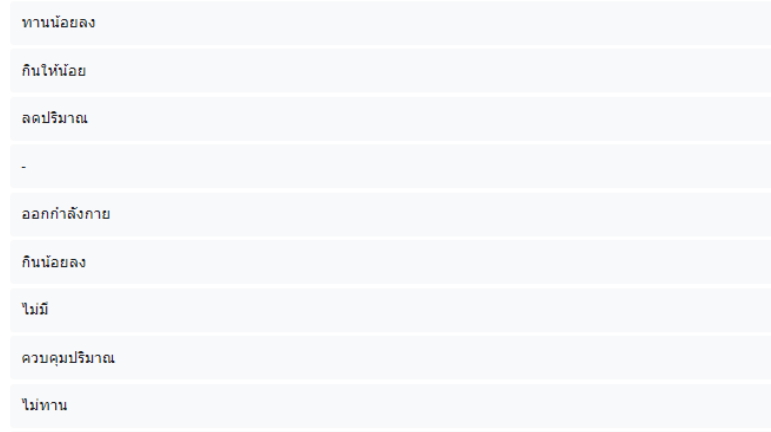 ทานน้อยลง
กินให้น้อย
ลดปริมาณ
-
ออกกำลังกาย
กินน้อยลง
ไม่มี
ควบคุมปริมาณ
ไม่ทาน